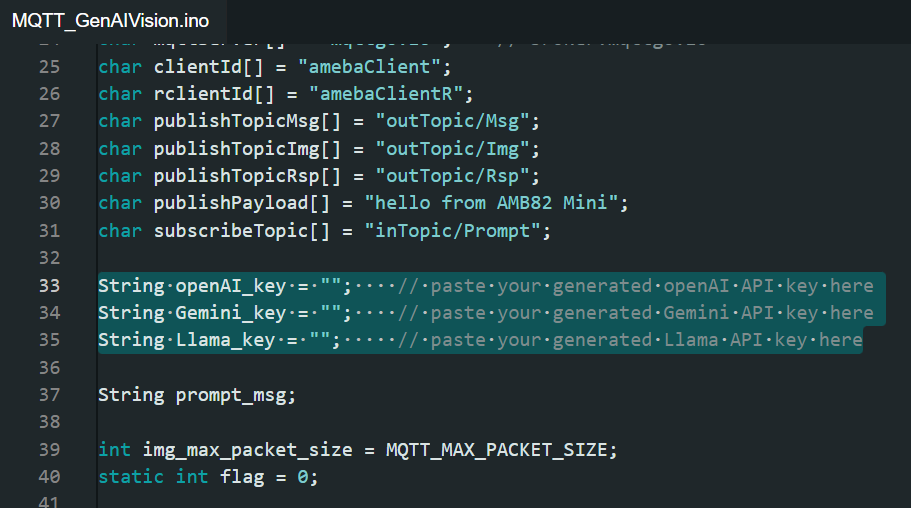 MQTT_GenAIVision.ino
25 char clientId[] = "amebaClient";
26 char rclientId[] = "amebaClientR";
27 char publishTopicMsg[] = "outTopic/Msg";
28 char publishTopicImg[] = "outTopic/Img";
29 char publishTopicRsp[] = "outTopic/Rsp";
30 char publishPayload[] = "hello from AMB82 Mini";
31 char subscribeTopic[] = "inTopic/Prompt";
32
33 String·openAI_key·=·"";····//·paste·your·generated·openAI·API·key·here
34 String·Gemini_key·=·"";····//·paste·your·generated·Gemini·API·key·here
35 String·Llama_key·=·"";·····//·paste·your·generated·Llama·API·key·here
36
37 String prompt_msg;
38
39 int img_max_packet_size = MQTT_MAX_PACKET_SIZE;
40 static int flag = 0;
41